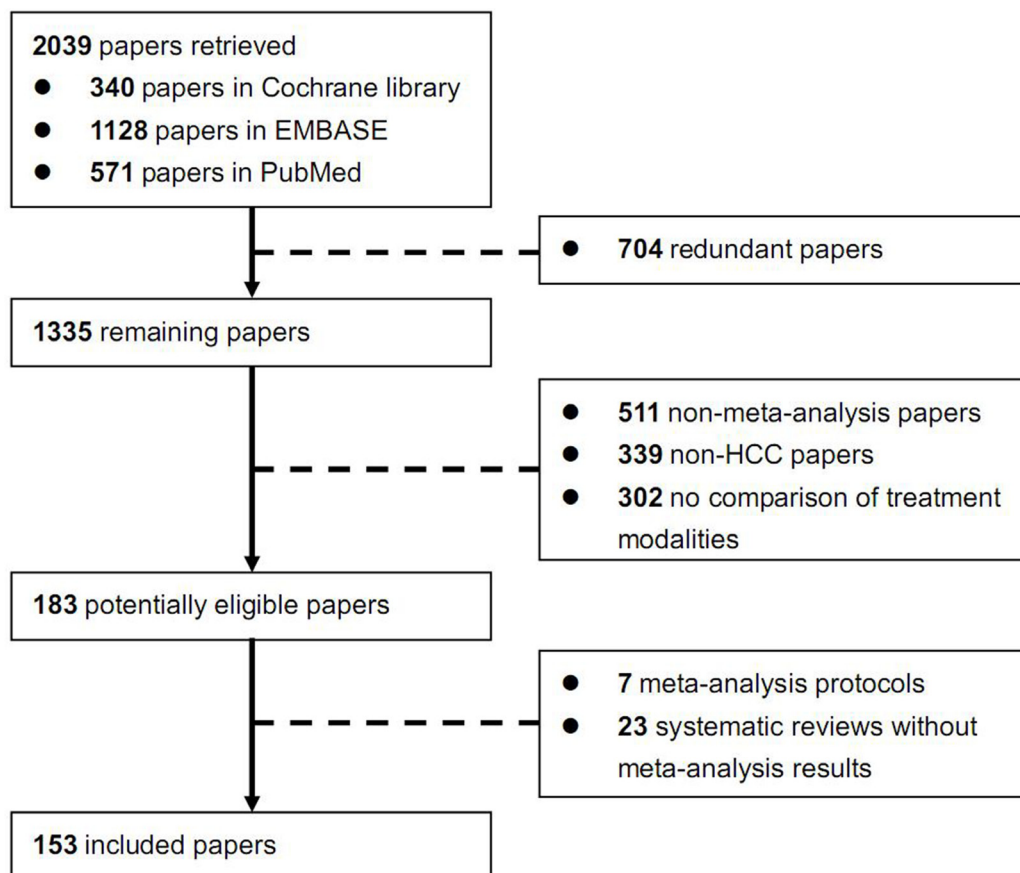 2039 papers retrieved
● 340 papers in Cochrane library
● 1128 papers in EMBASE
● 571 papers in PubMed
● 704 redundant papers
1335 remaining papers
● 511 non-meta-analysis papers
● 339 non-HCC papers
● 302 no comparison of treatment
modalities
183 potentially eligible papers
● 7 meta-analysis protocols
● 23 systematic reviews without
meta-analysis results
153 included papers